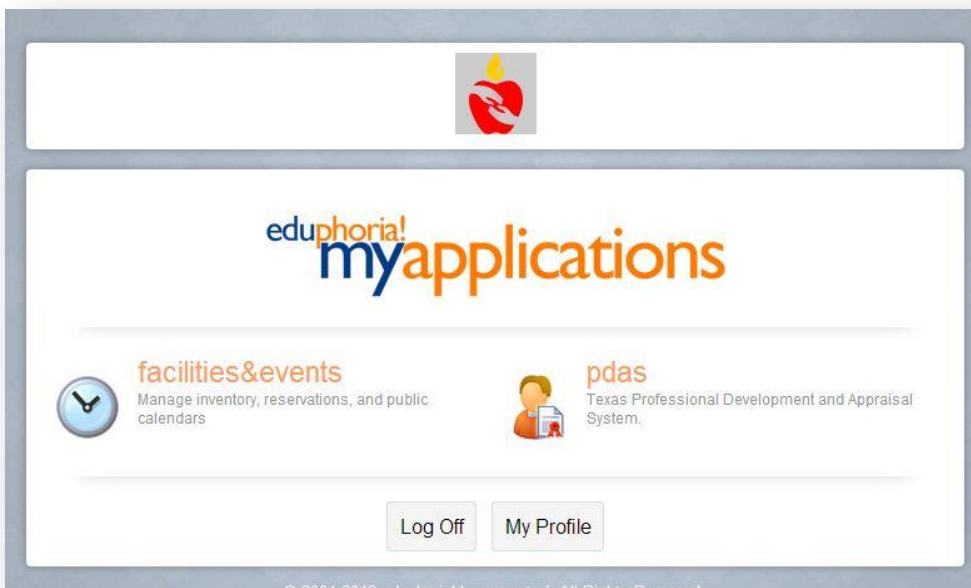 eduphoria!
myapplications
facilities&events
Manage inventory, reservations, and public
calendars
pdas
Texas Professional Development and Appraisal
System.
Log Off
My Profile